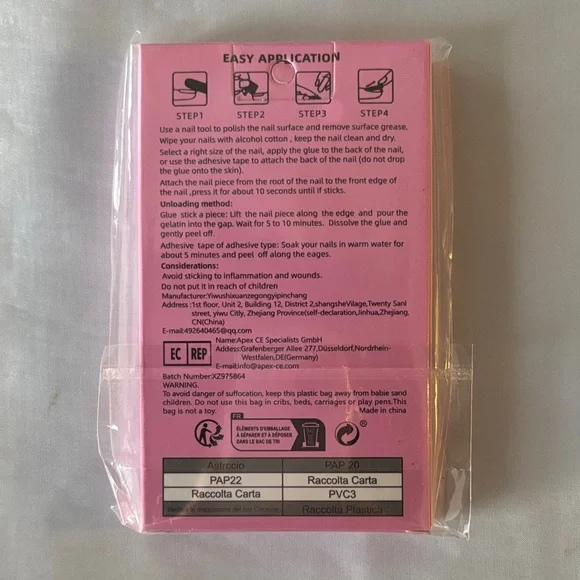 EASY APPLICATION
STEP1 STEP2 STEP3 STEP4
Use a nail tool to polish the nail surface and remove surface grease.
Wipe your nails with alcohol cotton , keep the nail clean and dry.
Select a right size of the nail, apply the glue to the back of the nail,
or use the adhesive tape to attach the back of the nail (do not drop
the glue onto the skin).
Attach the nail piece from the root of the nail to the front edge of
the nail ,press it for about 10 seconds until if sticks.
Unloading method:
Glue stick a piece: Lift the nail piece along the edge and pour the
gelatin into the gap. Wait for 5 to 10 minutes. Dissolve the glue and
gently peel off.
Adhesive tape of adhesive type: Soak your nails in warm water for
about 5 minutes and peel off along the eages.
Considerations:
Avoid sticking to inflammation and wounds.
Do not put it in reach of children
Manufacturer:Yiwushixuanzegongyipinchang
Address :1st floor, Unit 2, Building 12, District 2,shangsheVilage,Twenty Sanl
street, yiwu Citly, Zhejiang Province(self-declaration,Jinhua,Zhejiang,
CN(China)
E-mail:492640465@qq.com
EC REP
Name:Apex CE Specialists GmbH
Addess:Grafenberger Allee 277,Düsseldorf,Nordrhein-
Westfalen,DE(Germany)
E-mail:info@apex-ce.com
Batch Number:XZ975864
WARNING.
To avoid danger of suffocation, keep this plastic bag away from babie sand
children. Do not use this bag in cribs, beds, carriages or play pens.This
bag is not a toy. Made in china
FR
ÉLÉMENTS D'EMBALLAGE
À SÉPARER ET À DÉPOSER
DANS LE BAC DE TRI
BAC DE TRI
®
Astuccio PAP 20
PAP22 Raccolta Carta
Raccolta Carta PVC3
Raccolta Plastica